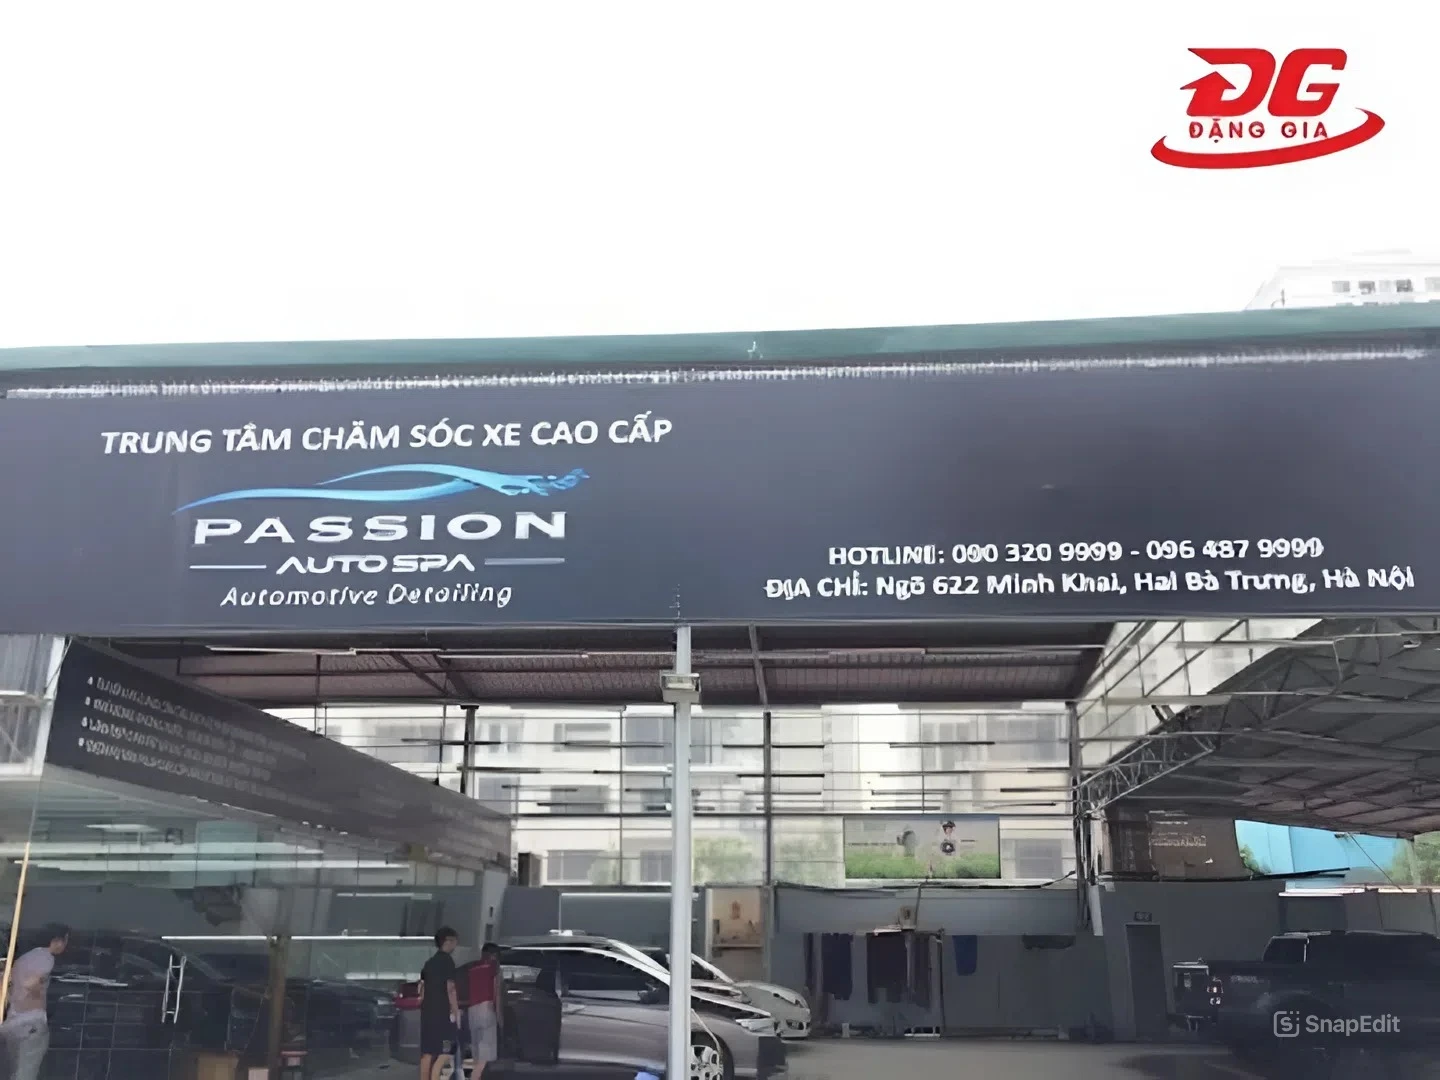 ĐG
ĐẶNG GIA
TRUNG TÂM CHĂM SÓC XE CAO CẤP
PASSION
AUTO SPA
Automotive Detailing
HOTLINE: 090 320 9999 - 096 487 9999
ĐỊA CHỈ: Ngõ 622 Minh Khai, Hai Bà Trưng, Hà Nội
SnapEdit